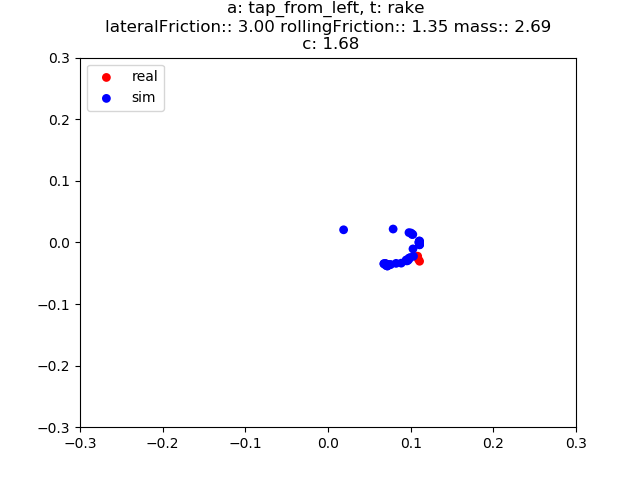 a: tap_from_left, t: rake
lateralFriction:: 3.00 rollingFriction:: 1.35 mass:: 2.69
c: 1.68
real
sim
0.3
0.2
0.1
0.0
−0.1
−0.2
−0.3
−0.3 −0.2 −0.1 0.0 0.1 0.2 0.3